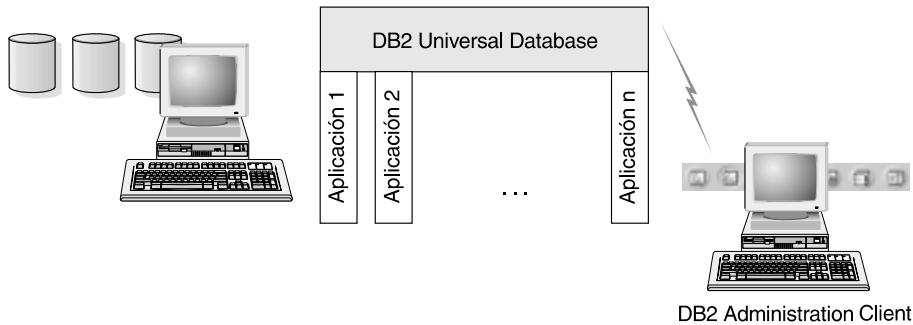 DB2 Universal Database
Aplicación 1
Aplicación 2
...
Aplicación n
DB2 Administration Client